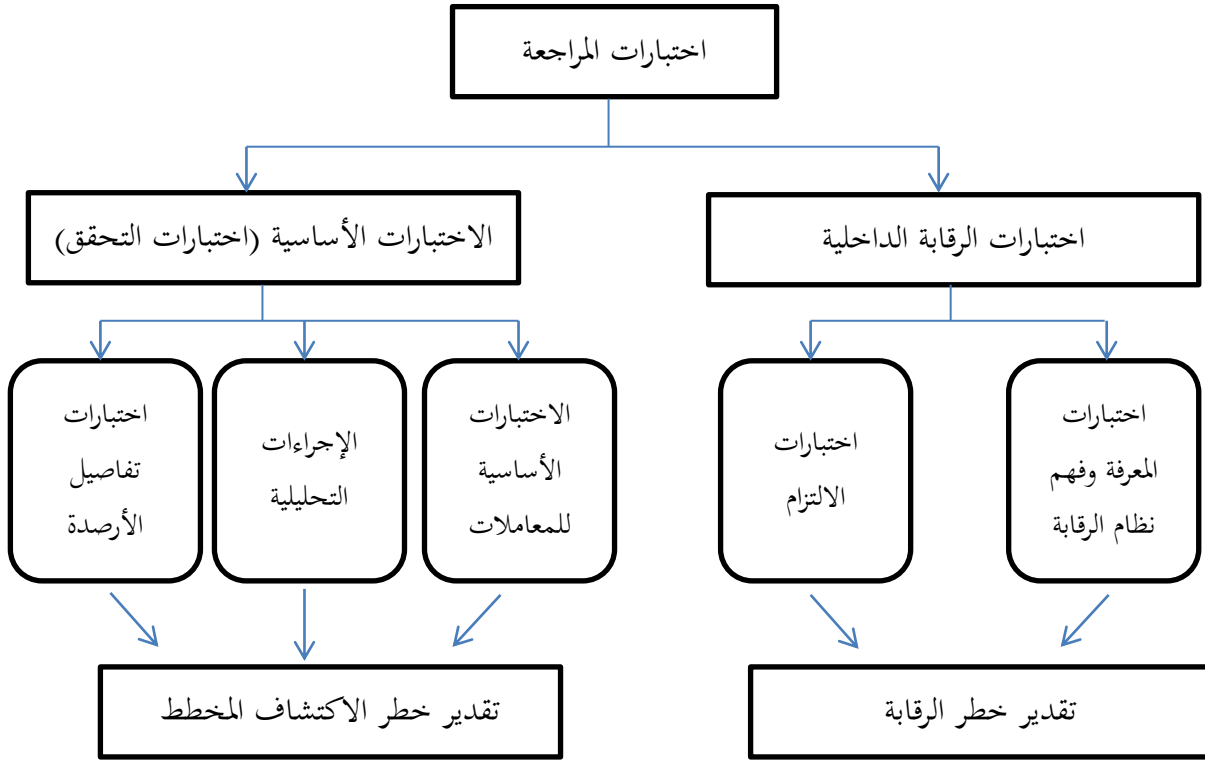 اختبارات المراجعة
اختبارات الرقابة الداخلية
الاختبارات الأساسية (اختبارات التحقق)
اختبارات
المعرفة وفهم
نظام الرقابة
اختبارات
الالتزام
الاختبارات
الأساسية
للمعاملات
الإجراءات
التحليلية
اختبارات
تفاصيل
الأرصدة
تقدير خطر الرقابة
تقدير خطر الاكتشاف المخطط